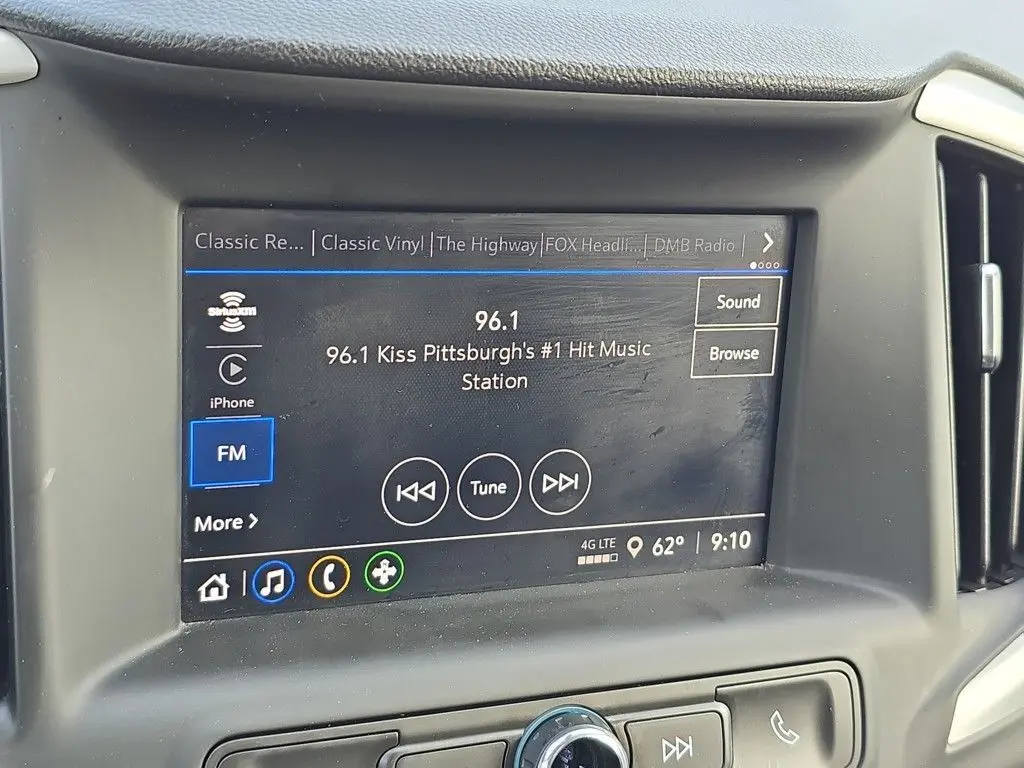 Classic Re... | Classic Vinyl | The Highway | FOX Headli... | DMB Radio |
SiriusXM
Sound
96.1
96.1 Kiss Pittsburgh's #1 Hit Music
Station
Browse
iPhone
FM
Tune
More
4G LTE
62°
9:10